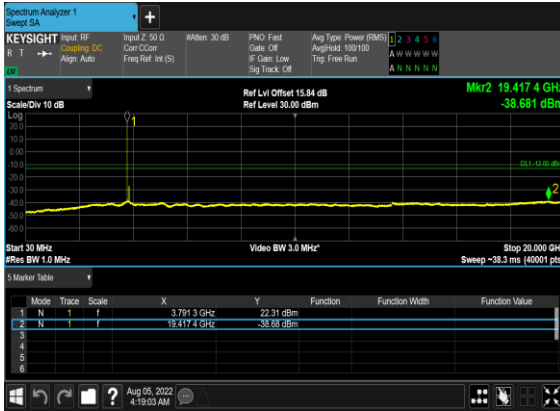 Spectrum Analyzer 1
Swept SA
+
KEYSIGHT Input: RF Input Z: 50 Ω #Atten: 30 dB PNO: Fast Avg Type: Power (RMS) 1 2 3 4 5 6
R T Coupling: DC Corr CCorr Gate: Off Avg|Hold: 100/100 A W W W W W
Align: Auto Freq Ref: Int (S) IF Gain: Low Trig: Free Run
Sig Track: Off A N N N N N
1 Spectrum Ref Lvl Offset 15.84 dB Mkr2 19.417 4 GHz
Scale/Div 10 dB Ref Level 30.00 dBm -38.681 dBm
Log
20.0
10.0
0.00
-10.0
DL1 -13.00 dBm
-20.0
-30.0
-40.0
-50.0
-60.0
1
2
Start 30 MHz Video BW 3.0 MHz* Stop 20.000 GHz
#Res BW 1.0 MHz Sweep ~38.3 ms (40001 pts)
5 Marker Table
Mode Trace Scale X Y Function Function Width Function Value
1 N 1 f 3.791 3 GHz 22.31 dBm
2 N 1 f 19.417 4 GHz -38.68 dBm
3
4
5
6
? Aug 05, 2022
4:19:03 AM